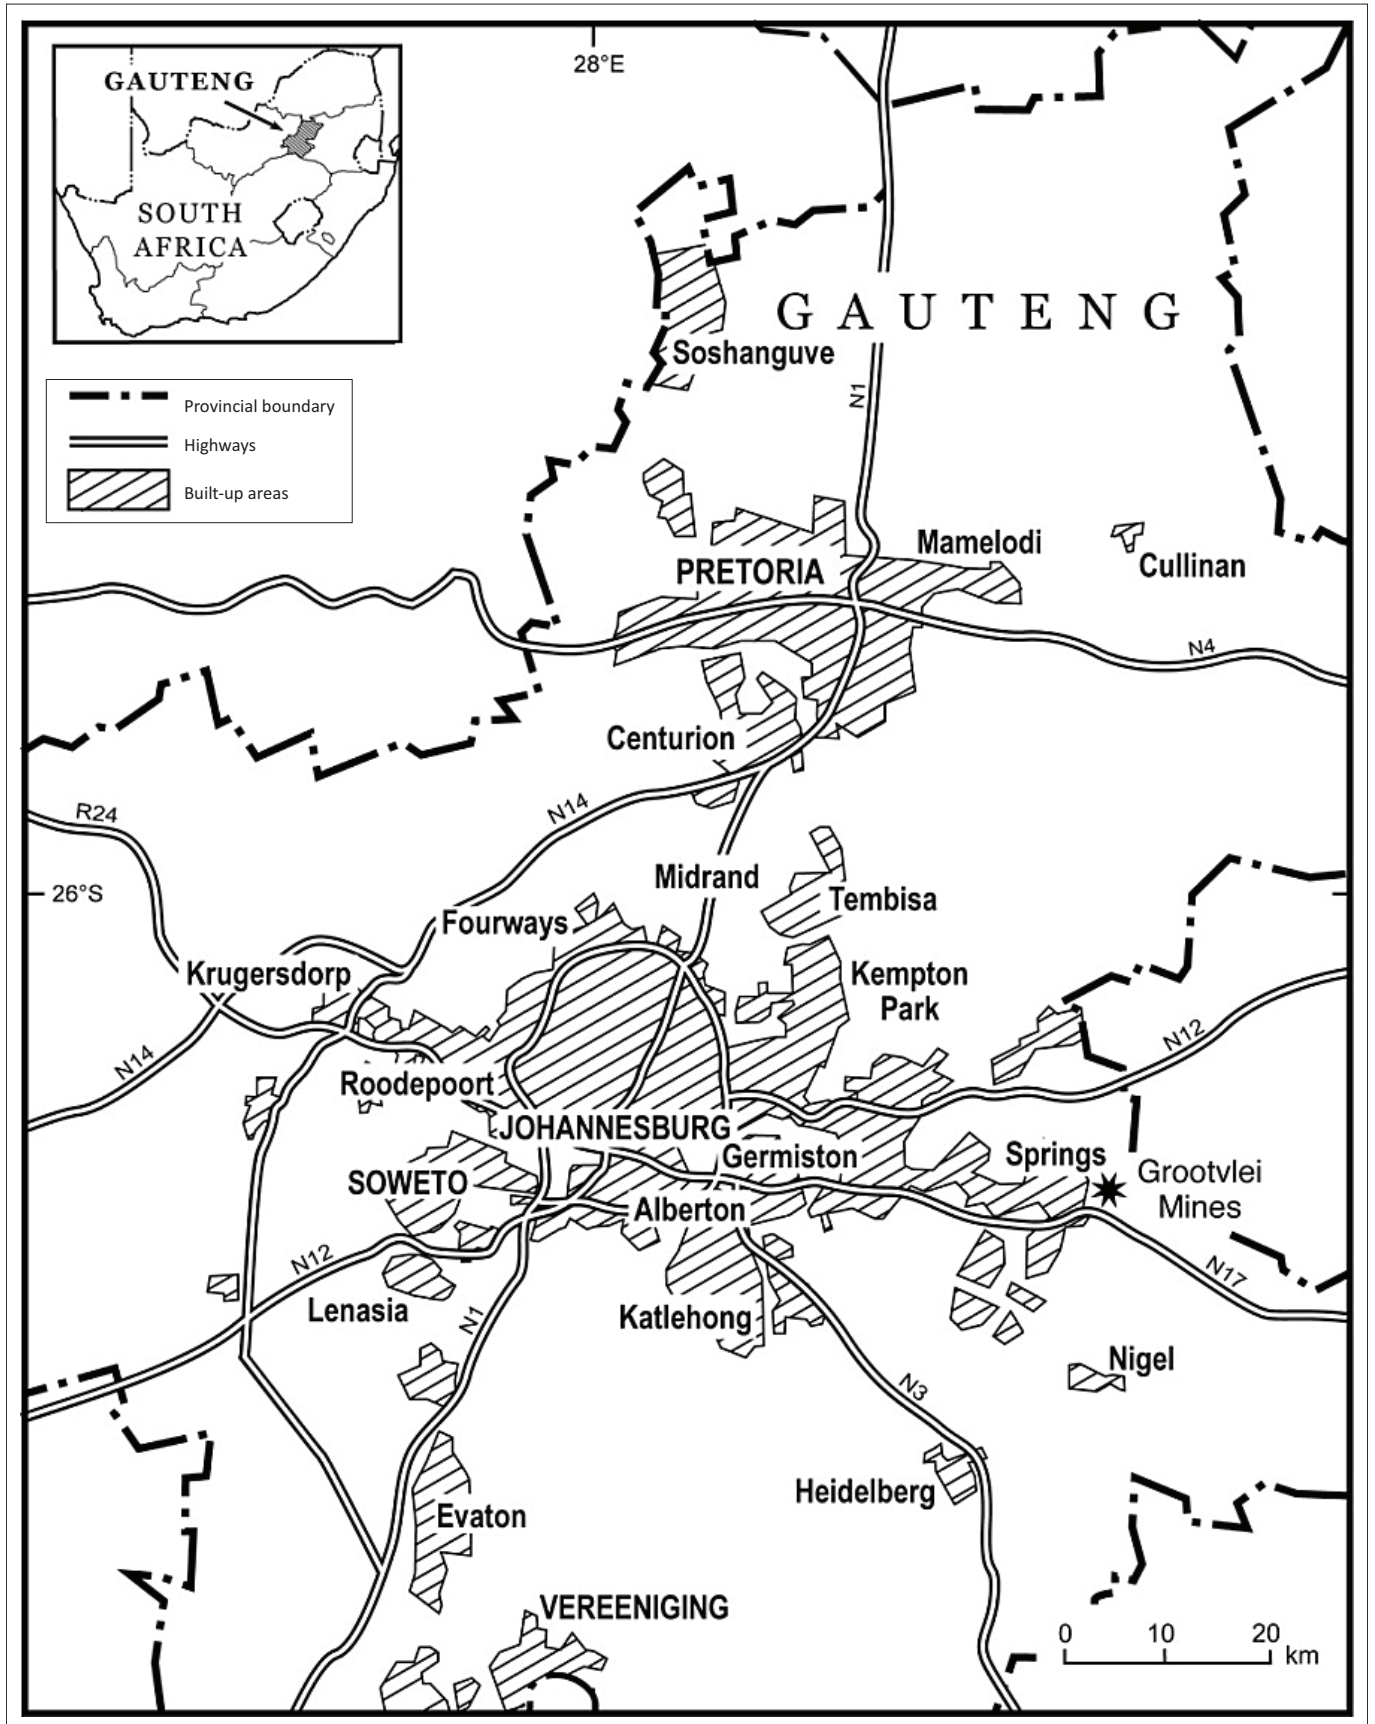 28°E
GAUTENG
SOUTH
AFRICA
Provincial boundary
Highways
Built-up areas
GAUTENG
Soshanguve
N1
Mamelodi
Cullinan
PRETORIA
N4
Centurion
R24
N14
Midrand
26°S
Tembisa
Fourways
Krugersdorp
Kempton
Park
N14
N12
Roodepoort
JOHANNESBURG
Germiston
Springs
Grootvlei
Mines
SOWETO
Alberton
N12
N17
Lenasia
N1
Katlehong
Nigel
N3
Heidelberg
Evaton
VEREENIGING
0 10 20
km